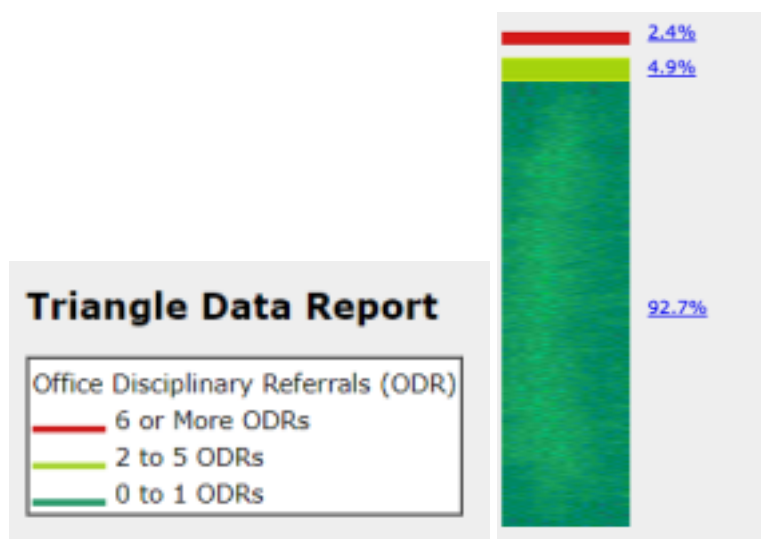 2.4%
4.9%
92.7%
Triangle Data Report
Office Disciplinary Referrals (ODR)
6 or More ODRs
2 to 5 ODRs
0 to 1 ODRs